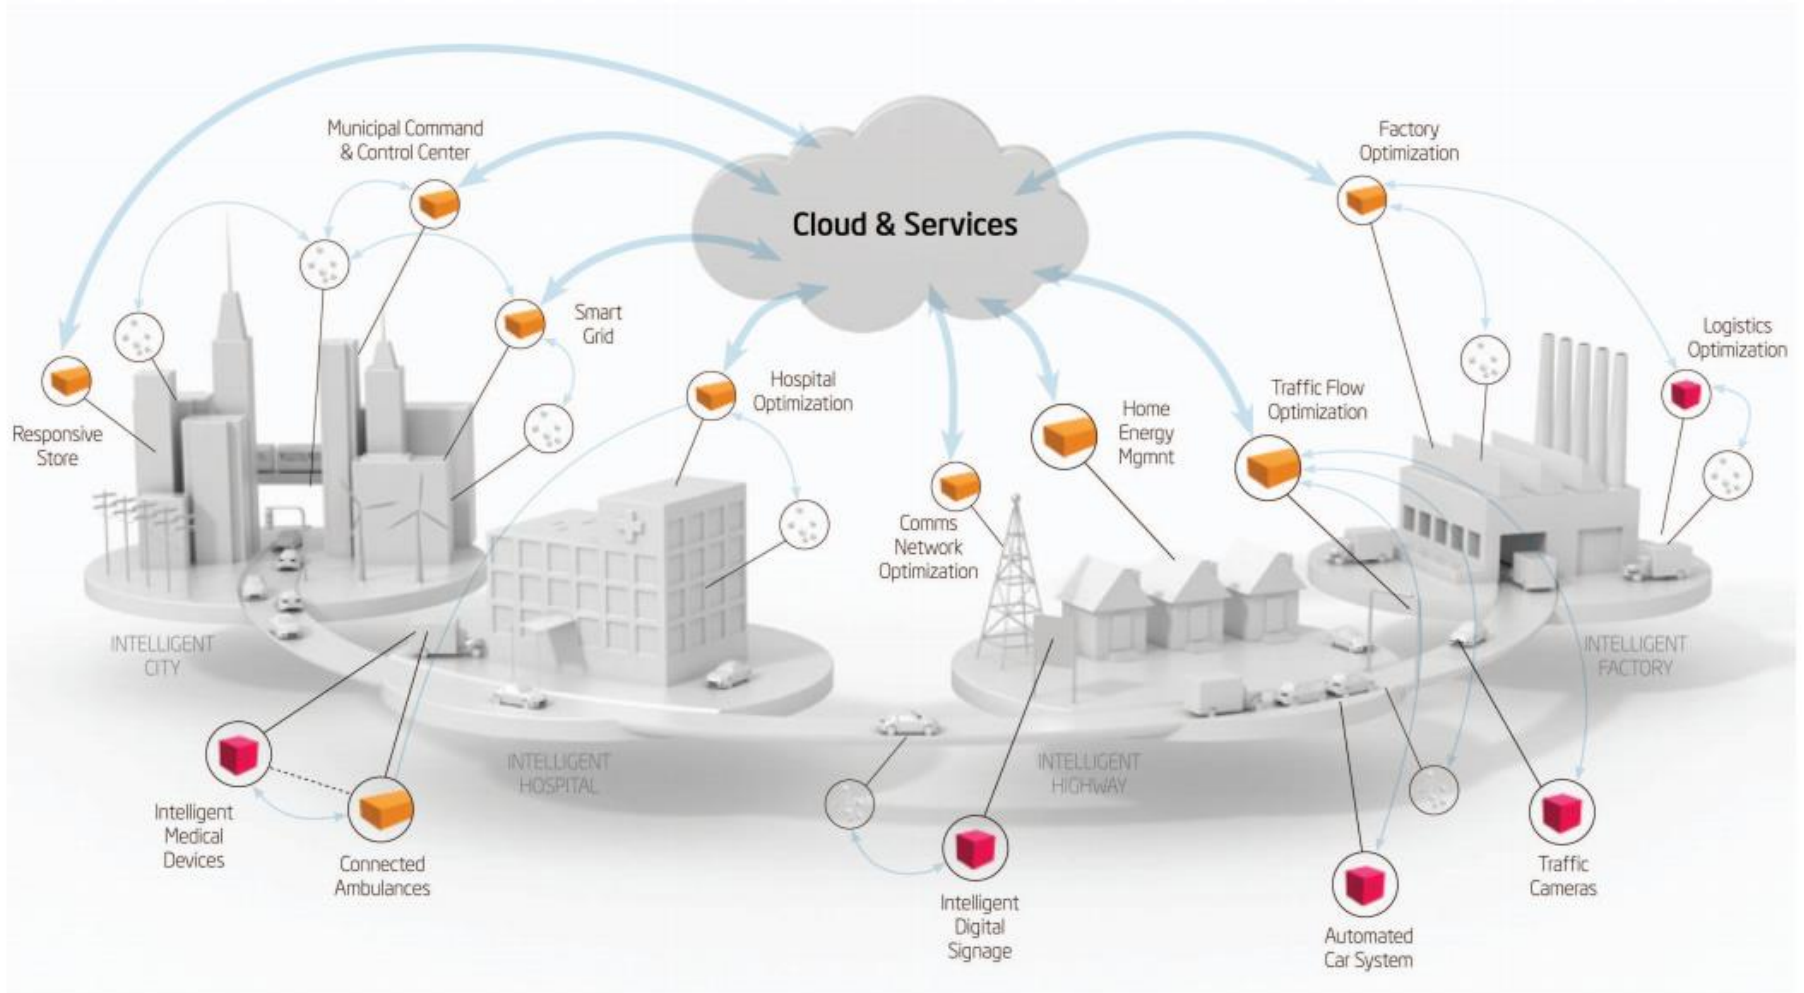 Municipal Command
& Control Center
Factory
Optimization
Cloud & Services
Smart
Grid
Logistics
Optimization
Hospital
Optimization
Traffic Flow
Optimization
Home
Energy
Mgmnt
Responsive
Store
Comms
Network
Optimization
INTELLIGENT
CITY
INTELLIGENT
FACTORY
INTELLIGENT
HOSPITAL
INTELLIGENT
HIGHWAY
Intelligent
Medical
Devices
Connected
Ambulances
Intelligent
Digital
Signage
Automated
Car System
Traffic
Cameras